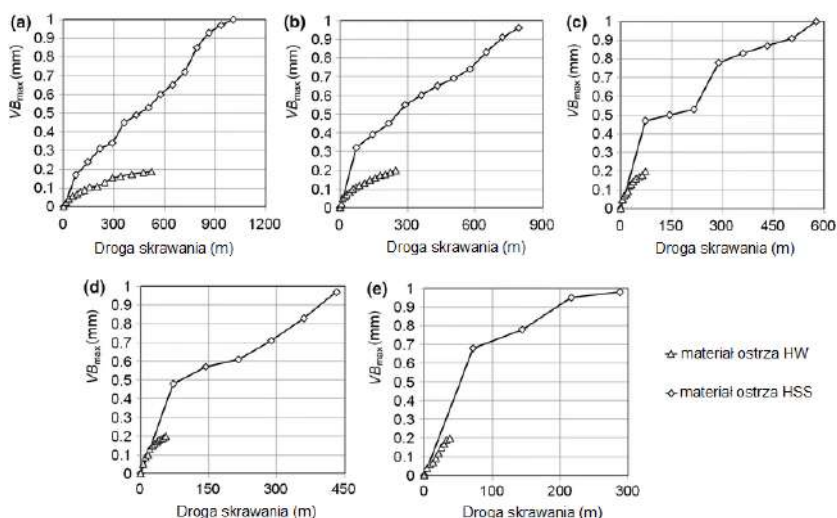 (a)
1
0.9
0.8
0.7
0.6
0.5
0.4
0.3
0.2
0.1
0
VBmax (mm)
0 300 600 900 1200
Droga skrawania (m)
(b)
1
0.9
0.8
0.7
0.6
0.5
0.4
0.3
0.2
0.1
0
VBmax (mm)
0 300 600 900
Droga skrawania (m)
(c)
1
0.9
0.8
0.7
0.6
0.5
0.4
0.3
0.2
0.1
0
VBmax (mm)
0 150 300 450 600
Droga skrawania (m)
(d)
1
0.9
0.8
0.7
0.6
0.5
0.4
0.3
0.2
0.1
0
VBmax (mm)
0 150 300 450
Droga skrawania (m)
(e)
1
0.9
0.8
0.7
0.6
0.5
0.4
0.3
0.2
0.1
0
VBmax (mm)
0 100 200 300
Droga skrawania (m)
materiał ostrza HW
materiał ostrza HSS